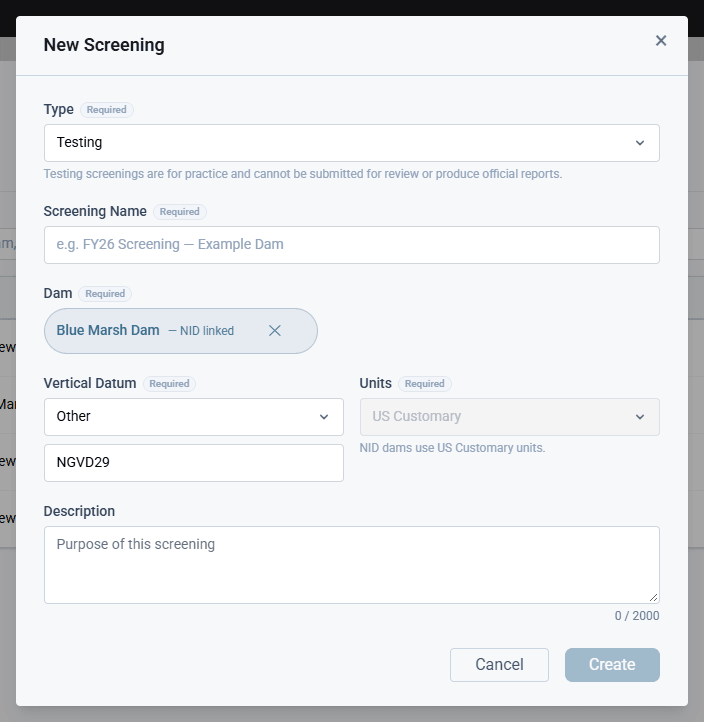 New Screening
Type Required
Testing
Testing screenings are for practice and cannot be submitted for review or produce official reports.
Screening Name Required
e.g. FY26 Screening — Example Dam
Dam Required
Blue Marsh Dam — NID linked
Vertical Datum Required
Units Required
Other
US Customary
NID dams use US Customary units.
NGVD29
Description
Purpose of this screening
0 / 2000
Cancel
Create